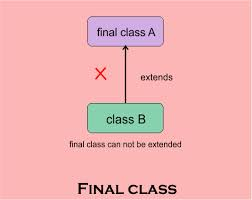 final class A
extends
class B
final class can not be extended
FINAL CLASS